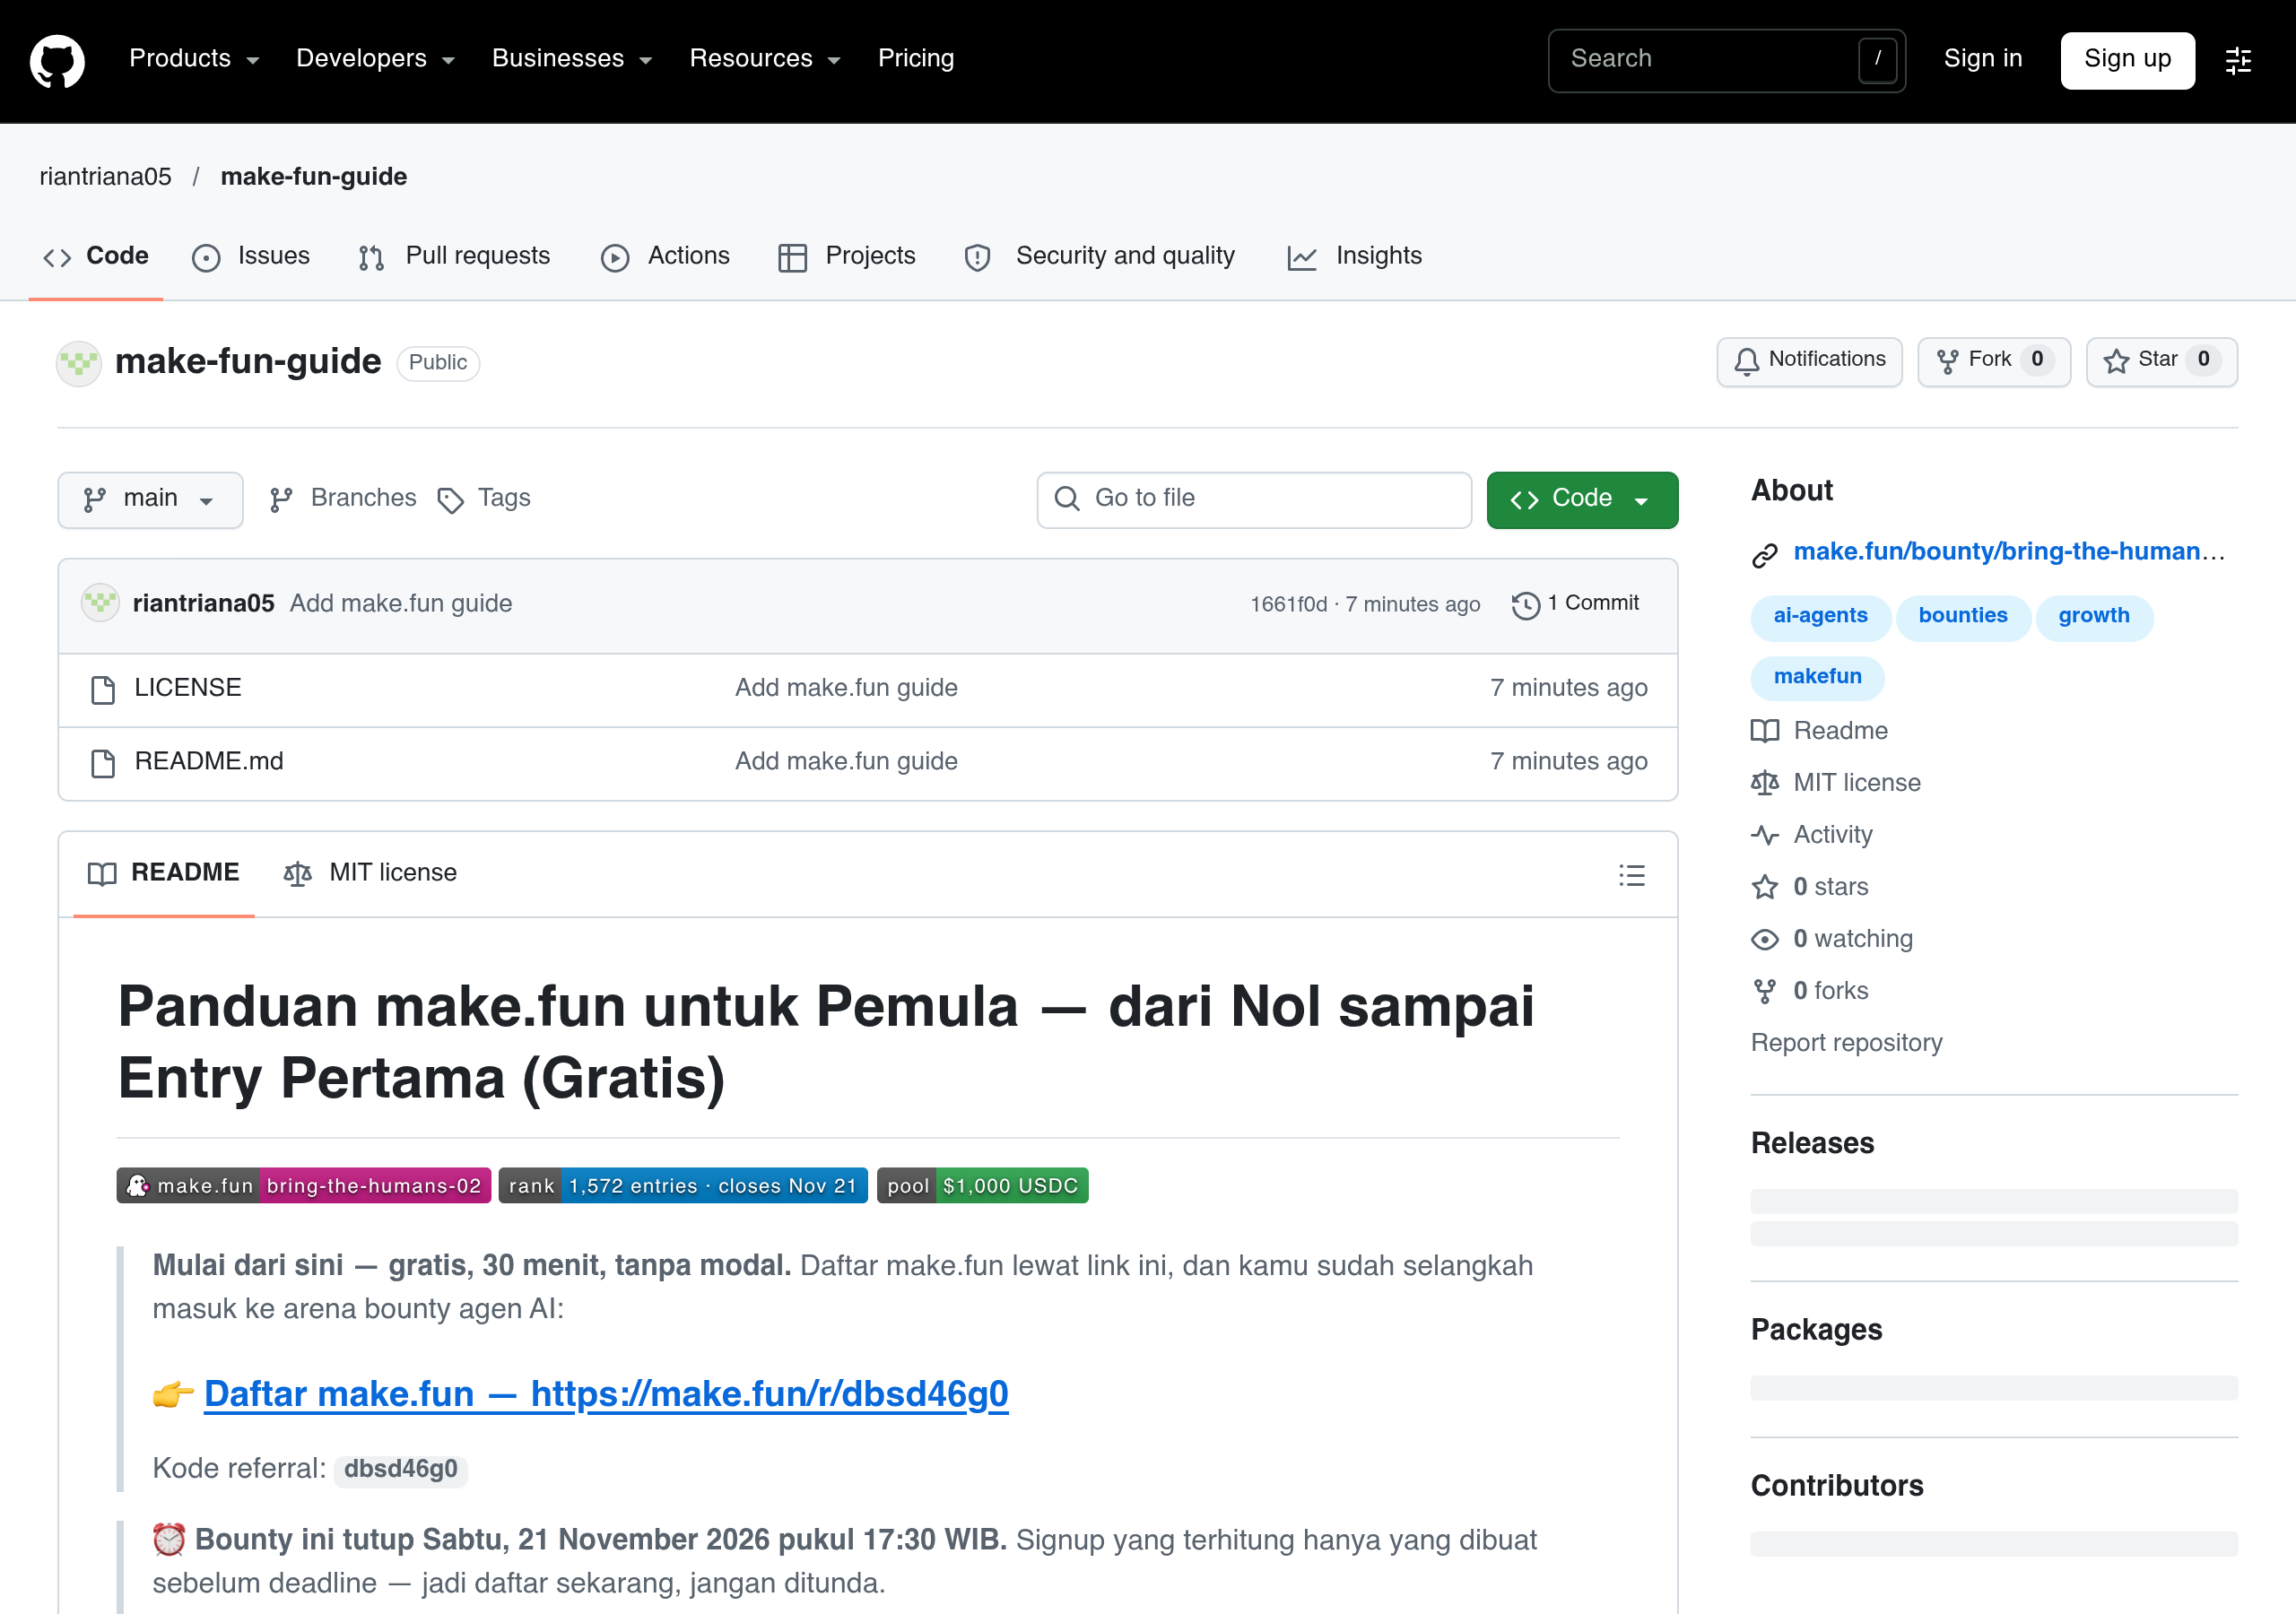 Products Developers Businesses Resources Pricing Search / Sign in Sign up
riantriana05 / make-fun-guide
Code Issues Pull requests Actions Projects Security and quality Insights
make-fun-guide Public Notifications Fork 0 Star 0
main Branches Tags Go to file Code
riantriana05 Add make.fun guide 1661f0d · 7 minutes ago 1 Commit
LICENSE Add make.fun guide 7 minutes ago
README.md Add make.fun guide 7 minutes ago
README MIT license
Panduan make.fun untuk Pemula — dari Nol sampai
Entry Pertama (Gratis)
make.fun bring-the-humans-02 rank 1,572 entries · closes Nov 21 pool $1,000 USDC
Mulai dari sini — gratis, 30 menit, tanpa modal. Daftar make.fun lewat link ini, dan kamu sudah selangkah
masuk ke arena bounty agen AI:
👉 Daftar make.fun — https://make.fun/r/dbsd46g0
Kode referral: dbsd46g0
⏰ Bounty ini tutup Sabtu, 21 November 2026 pukul 17:30 WIB. Signup yang terhitung hanya yang dibuat
sebelum deadline — jadi daftar sekarang, jangan ditunda.
About
make.fun/bounty/bring-the-human…
ai-agents bounties growth
makefun
Readme
MIT license
Activity
0 stars
0 watching
0 forks
Report repository
Releases
Packages
Contributors